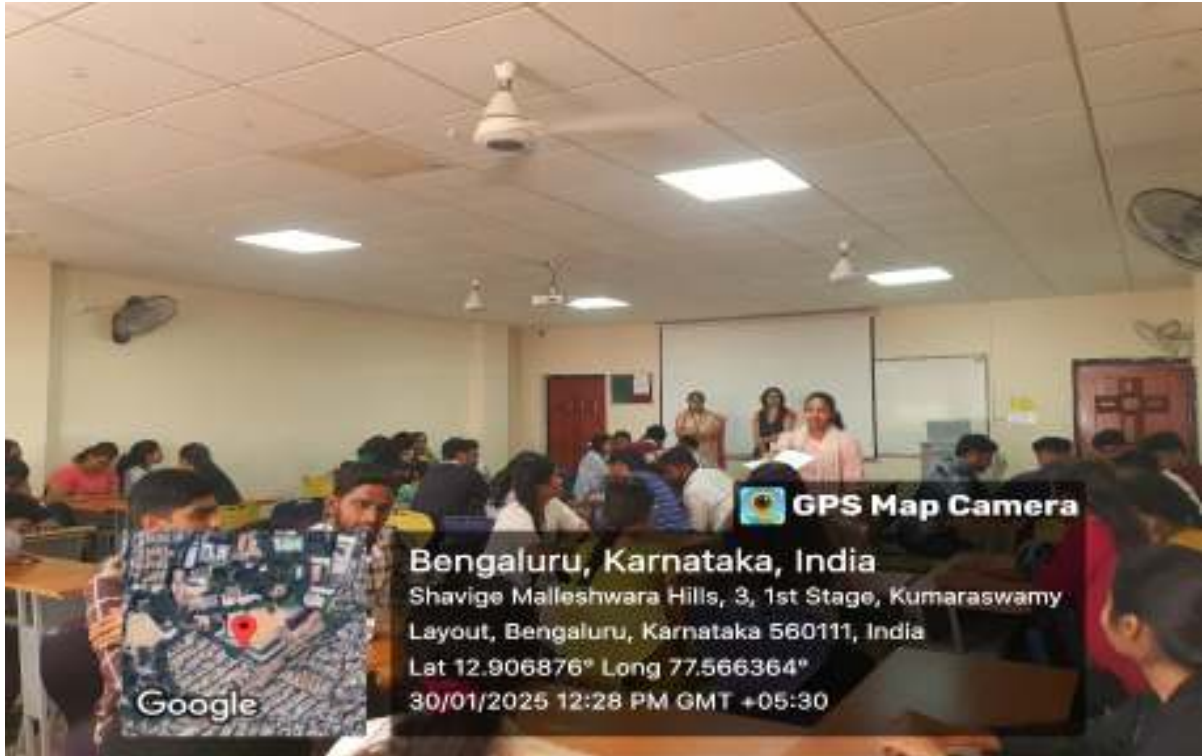 GPS Map Camera
Bengaluru, Karnataka, India
Shavige Malleshwara Hills, 3, 1st Stage, Kumaraswamy
Layout, Bengaluru, Karnataka 560111, India
Lat 12.906876° Long 77.566364°
30/01/2025 12:28 PM GMT +05:30
Google